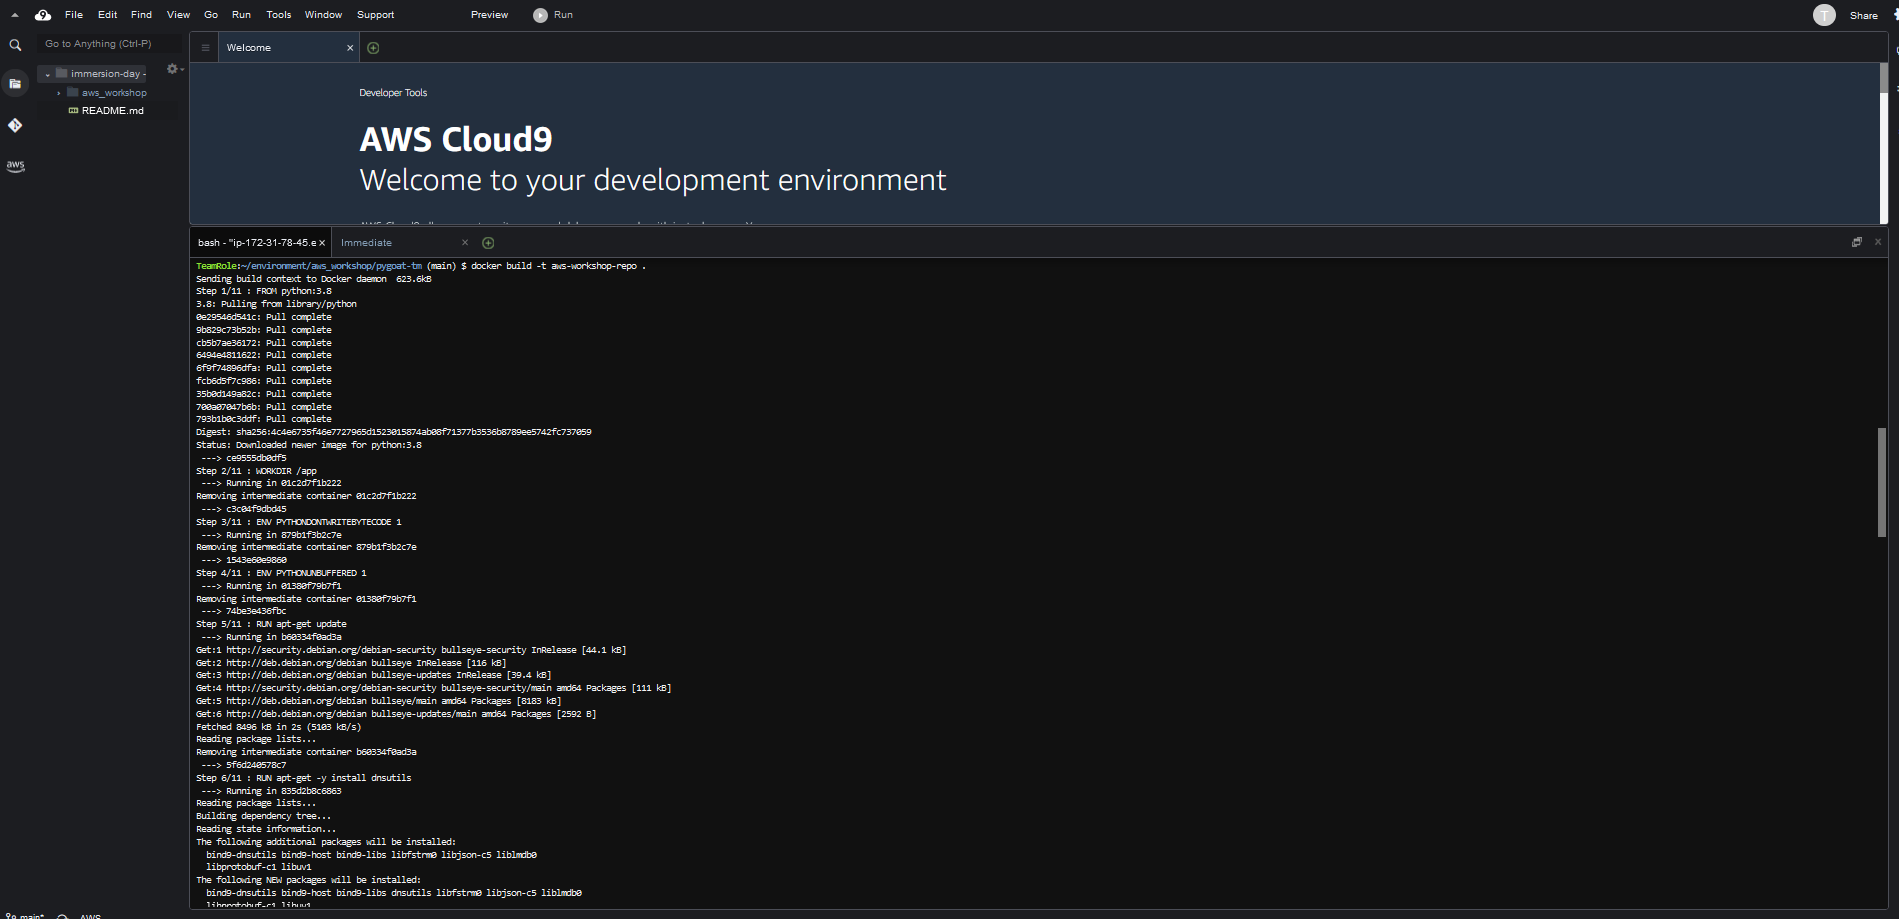 File Edit Find View Go Run Tools Window Support Preview Run T Share
Go to Anything (Ctrl-P)
immersion-day -
aws_workshop
README.md
aws
Welcome
Developer Tools
AWS Cloud9
Welcome to your development environment
bash - "ip-172-31-78-45.e Immediate
TeamRole:~/environment/aws_workshop/pygoat-tm (main) $ docker build -t aws-workshop-repo .
Sending build context to Docker daemon  623.6kB
Step 1/11 : FROM python:3.8
3.8: Pulling from library/python
0e29546d541c: Pull complete
9b829c73b52b: Pull complete
cb5b7ae36172: Pull complete
6494e4811622: Pull complete
6f9f74896dfa: Pull complete
fcb6d5f7c986: Pull complete
35b0d149a82c: Pull complete
700a07047b6b: Pull complete
793b1b0c3ddf: Pull complete
Digest: sha256:4c4e6735f46e7727965d1523015874ab08f71377b3536b8789ee5742fc737059
Status: Downloaded newer image for python:3.8
---> ce9555db0df5
Step 2/11 : WORKDIR /app
---> Running in 01c2d7f1b222
Removing intermediate container 01c2d7f1b222
---> c3c04f9dbd45
Step 3/11 : ENV PYTHONDONTWRITEBYTECODE 1
---> Running in 879b1f3b2c7e
Removing intermediate container 879b1f3b2c7e
---> 1543e60e9860
Step 4/11 : ENV PYTHONUNBUFFERED 1
---> Running in 01380f79b7f1
Removing intermediate container 01380f79b7f1
---> 74be3e436fbc
Step 5/11 : RUN apt-get update
---> Running in b60334f0ad3a
Get:1 http://security.debian.org/debian-security bullseye-security InRelease [44.1 kB]
Get:2 http://deb.debian.org/debian bullseye InRelease [116 kB]
Get:3 http://deb.debian.org/debian bullseye-updates InRelease [39.4 kB]
Get:4 http://security.debian.org/debian-security bullseye-security/main amd64 Packages [111 kB]
Get:5 http://deb.debian.org/debian bullseye/main amd64 Packages [8183 kB]
Get:6 http://deb.debian.org/debian bullseye-updates/main amd64 Packages [2592 B]
Fetched 8496 kB in 2s (5103 kB/s)
Reading package lists...
Removing intermediate container b60334f0ad3a
---> 5f6d240578c7
Step 6/11 : RUN apt-get -y install dnsutils
---> Running in 835d2b8c6863
Reading package lists...
Building dependency tree...
Reading state information...
The following additional packages will be installed:
bind9-dnsutils bind9-host bind9-libs libfstrm0 libjson-c5 liblmdb0
libprotobuf-c1 libuv1
The following NEW packages will be installed:
bind9-dnsutils bind9-host bind9-libs dnsutils libfstrm0 libjson-c5 liblmdb0
libprotobuf-c1 libuv1
main* AWS